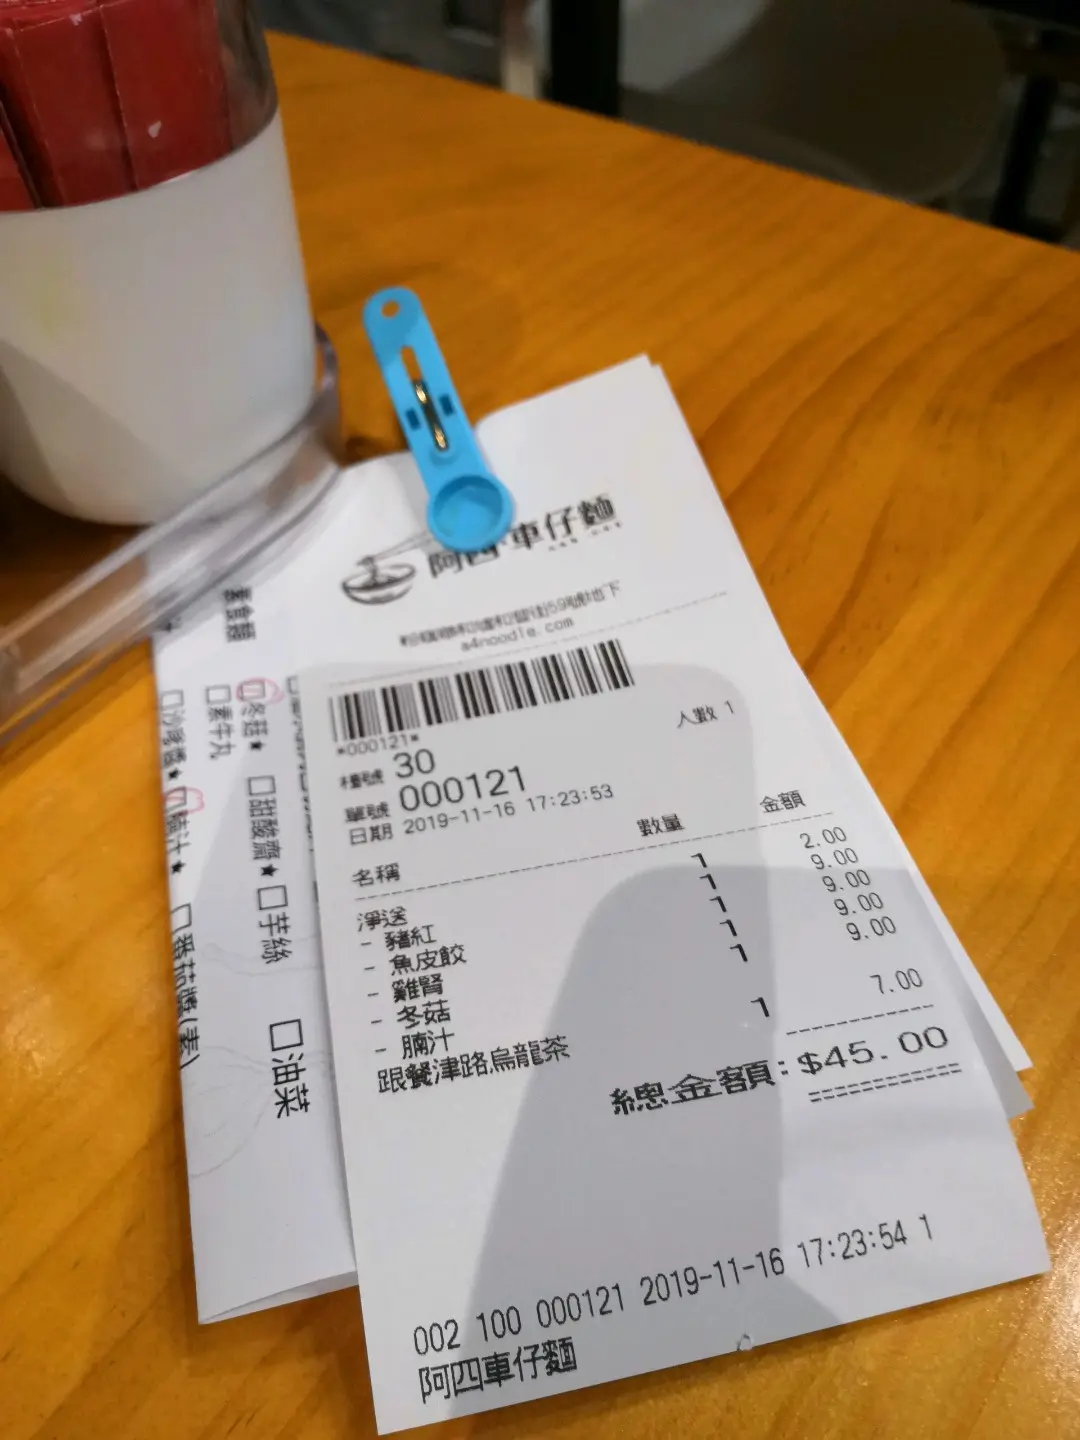 阿四車仔麵
a4noodle.com
*000121*
人數 1
檯號 30
單號 000121
日期 2019-11-16 17:23:53
名稱 數量 金額
淨送 1 2.00
- 豬紅 1 9.00
- 魚皮餃 1 9.00
- 雞腎 1 9.00
- 冬菇 1 9.00
- 腩汁
跟餐津路烏龍茶 1 7.00
總金額:$45.00
002 100 000121 2019-11-16 17:23:54 1
阿四車仔麵
素食類
□冬菇★ □甜酸齋★ □芋絲
□素牛丸
□沙嗲醬★ □腩汁★ □番茄醬(素)
□油菜